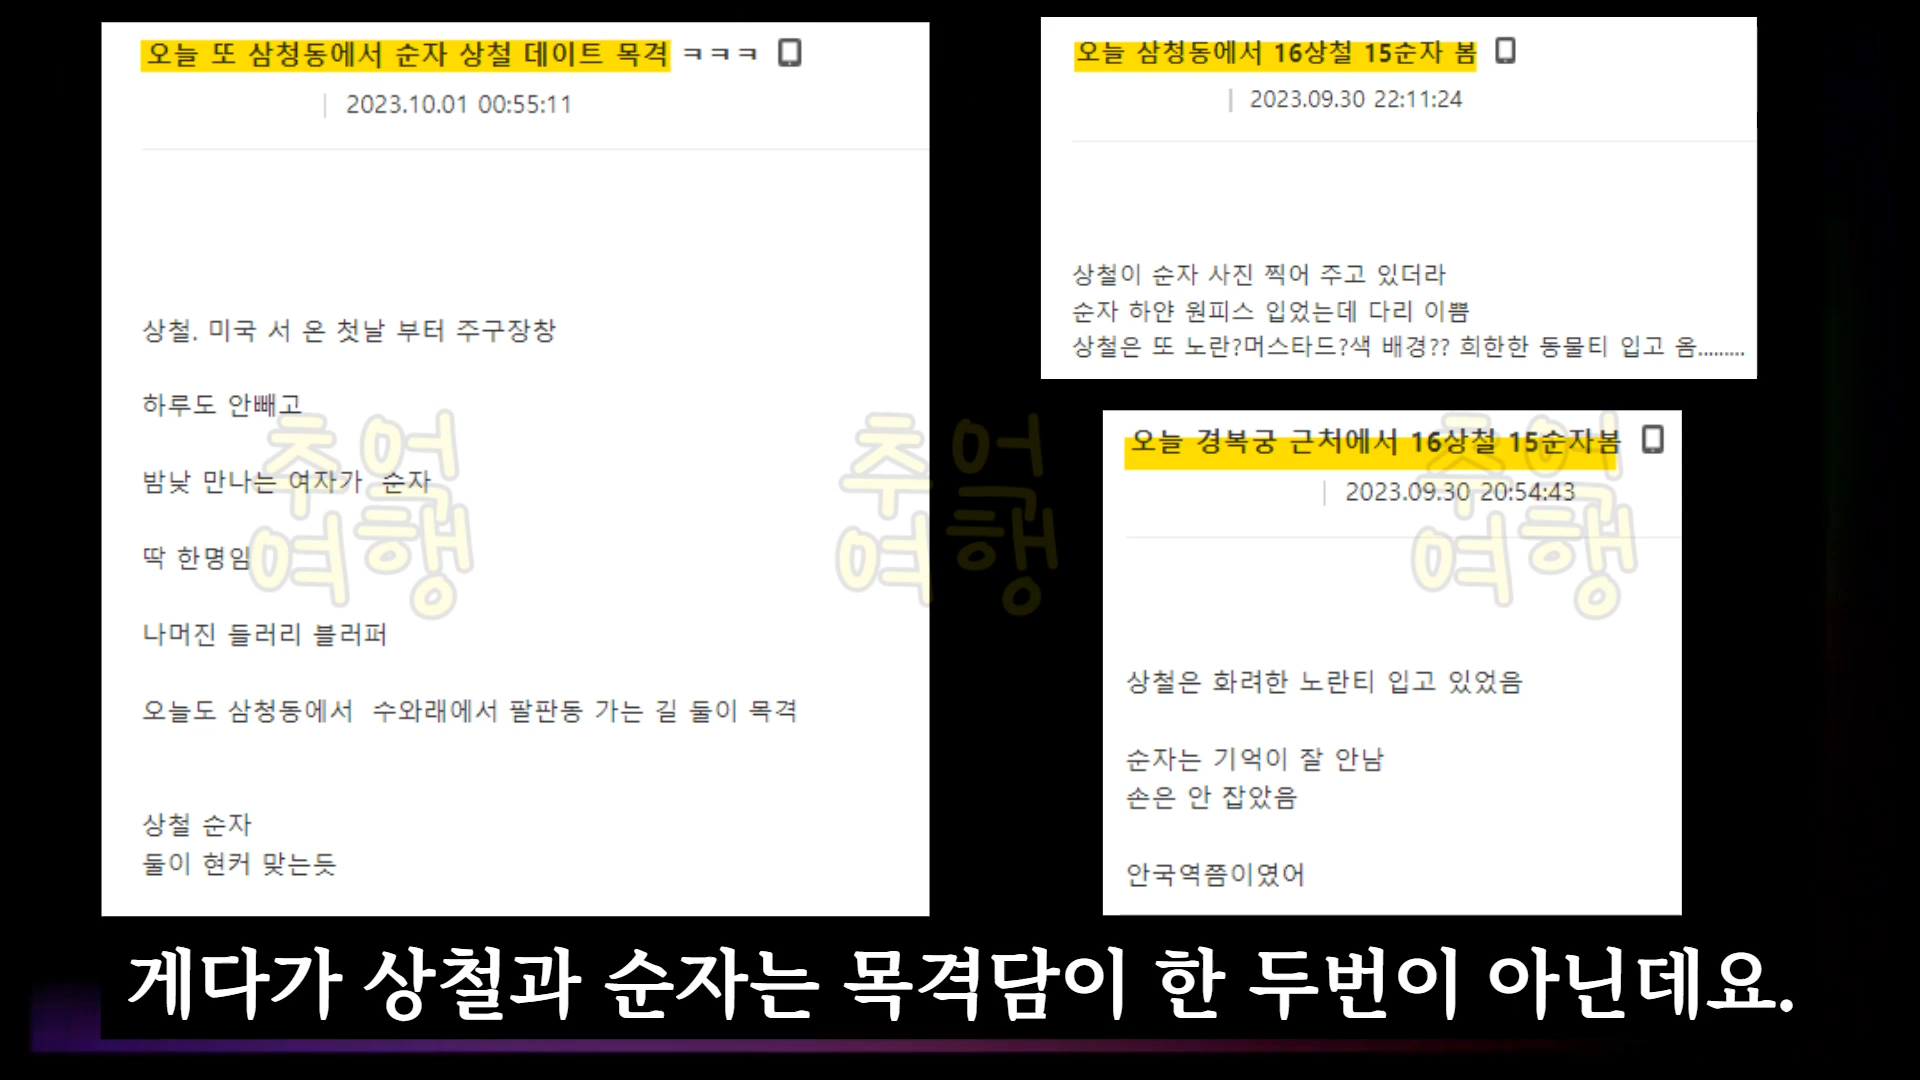 오늘 또 삼청동에서 순자 상철 데이트 목격 ㅋㅋㅋ
2023.10.01 00:55:11
상철. 미국 서 온 첫날 부터 주구장창
하루도 안빼고
밤낮 만나는 여자가 순자
딱 한명임
나머진 들러리 블러퍼
오늘도 삼청동에서 수와래에서 팔판동 가는 길 둘이 목격
상철 순자
둘이 현커 맞는듯
오늘 삼청동에서 16상철 15순자 봄
2023.09.30 22:11:24
상철이 순자 사진 찍어 주고 있더라
순자 하얀 원피스 입었는데 다리 이쁨
상철은 또 노란?머스타드?색 배경?? 희한한 동물티 입고 옴.........
오늘 경복궁 근처에서 16상철 15순자봄
2023.09.30 20:54:43
상철은 화려한 노란티 입고 있었음
순자는 기억이 잘 안남
손은 안 잡았음
안국역쯤이였어
추억
여행
추억
여행
추억
여행
게다가 상철과 순자는 목격담이 한 두번이 아닌데요.